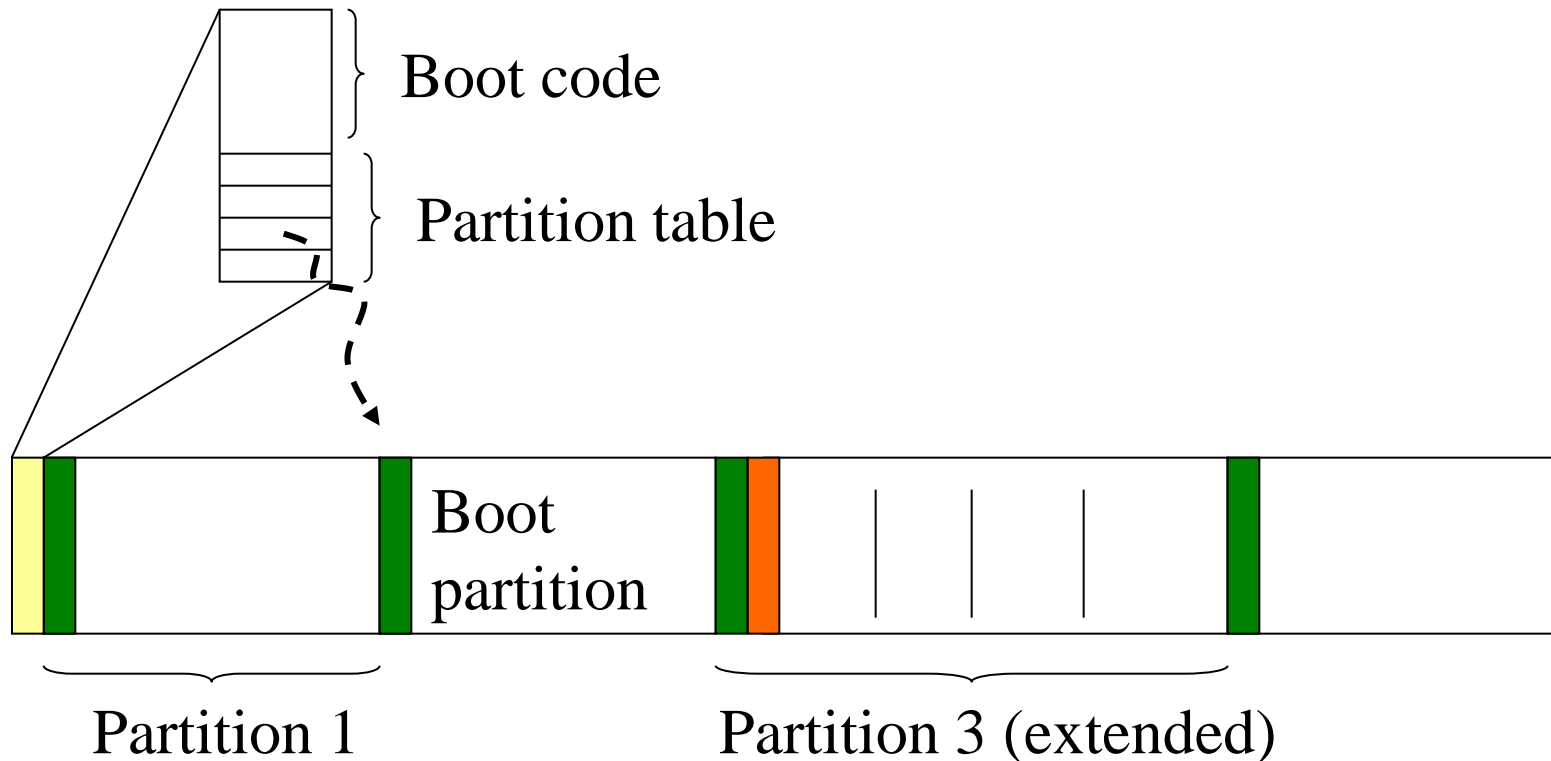 Boot code
Partition table
Boot
partition
Partition 1
Partition 3 (extended)